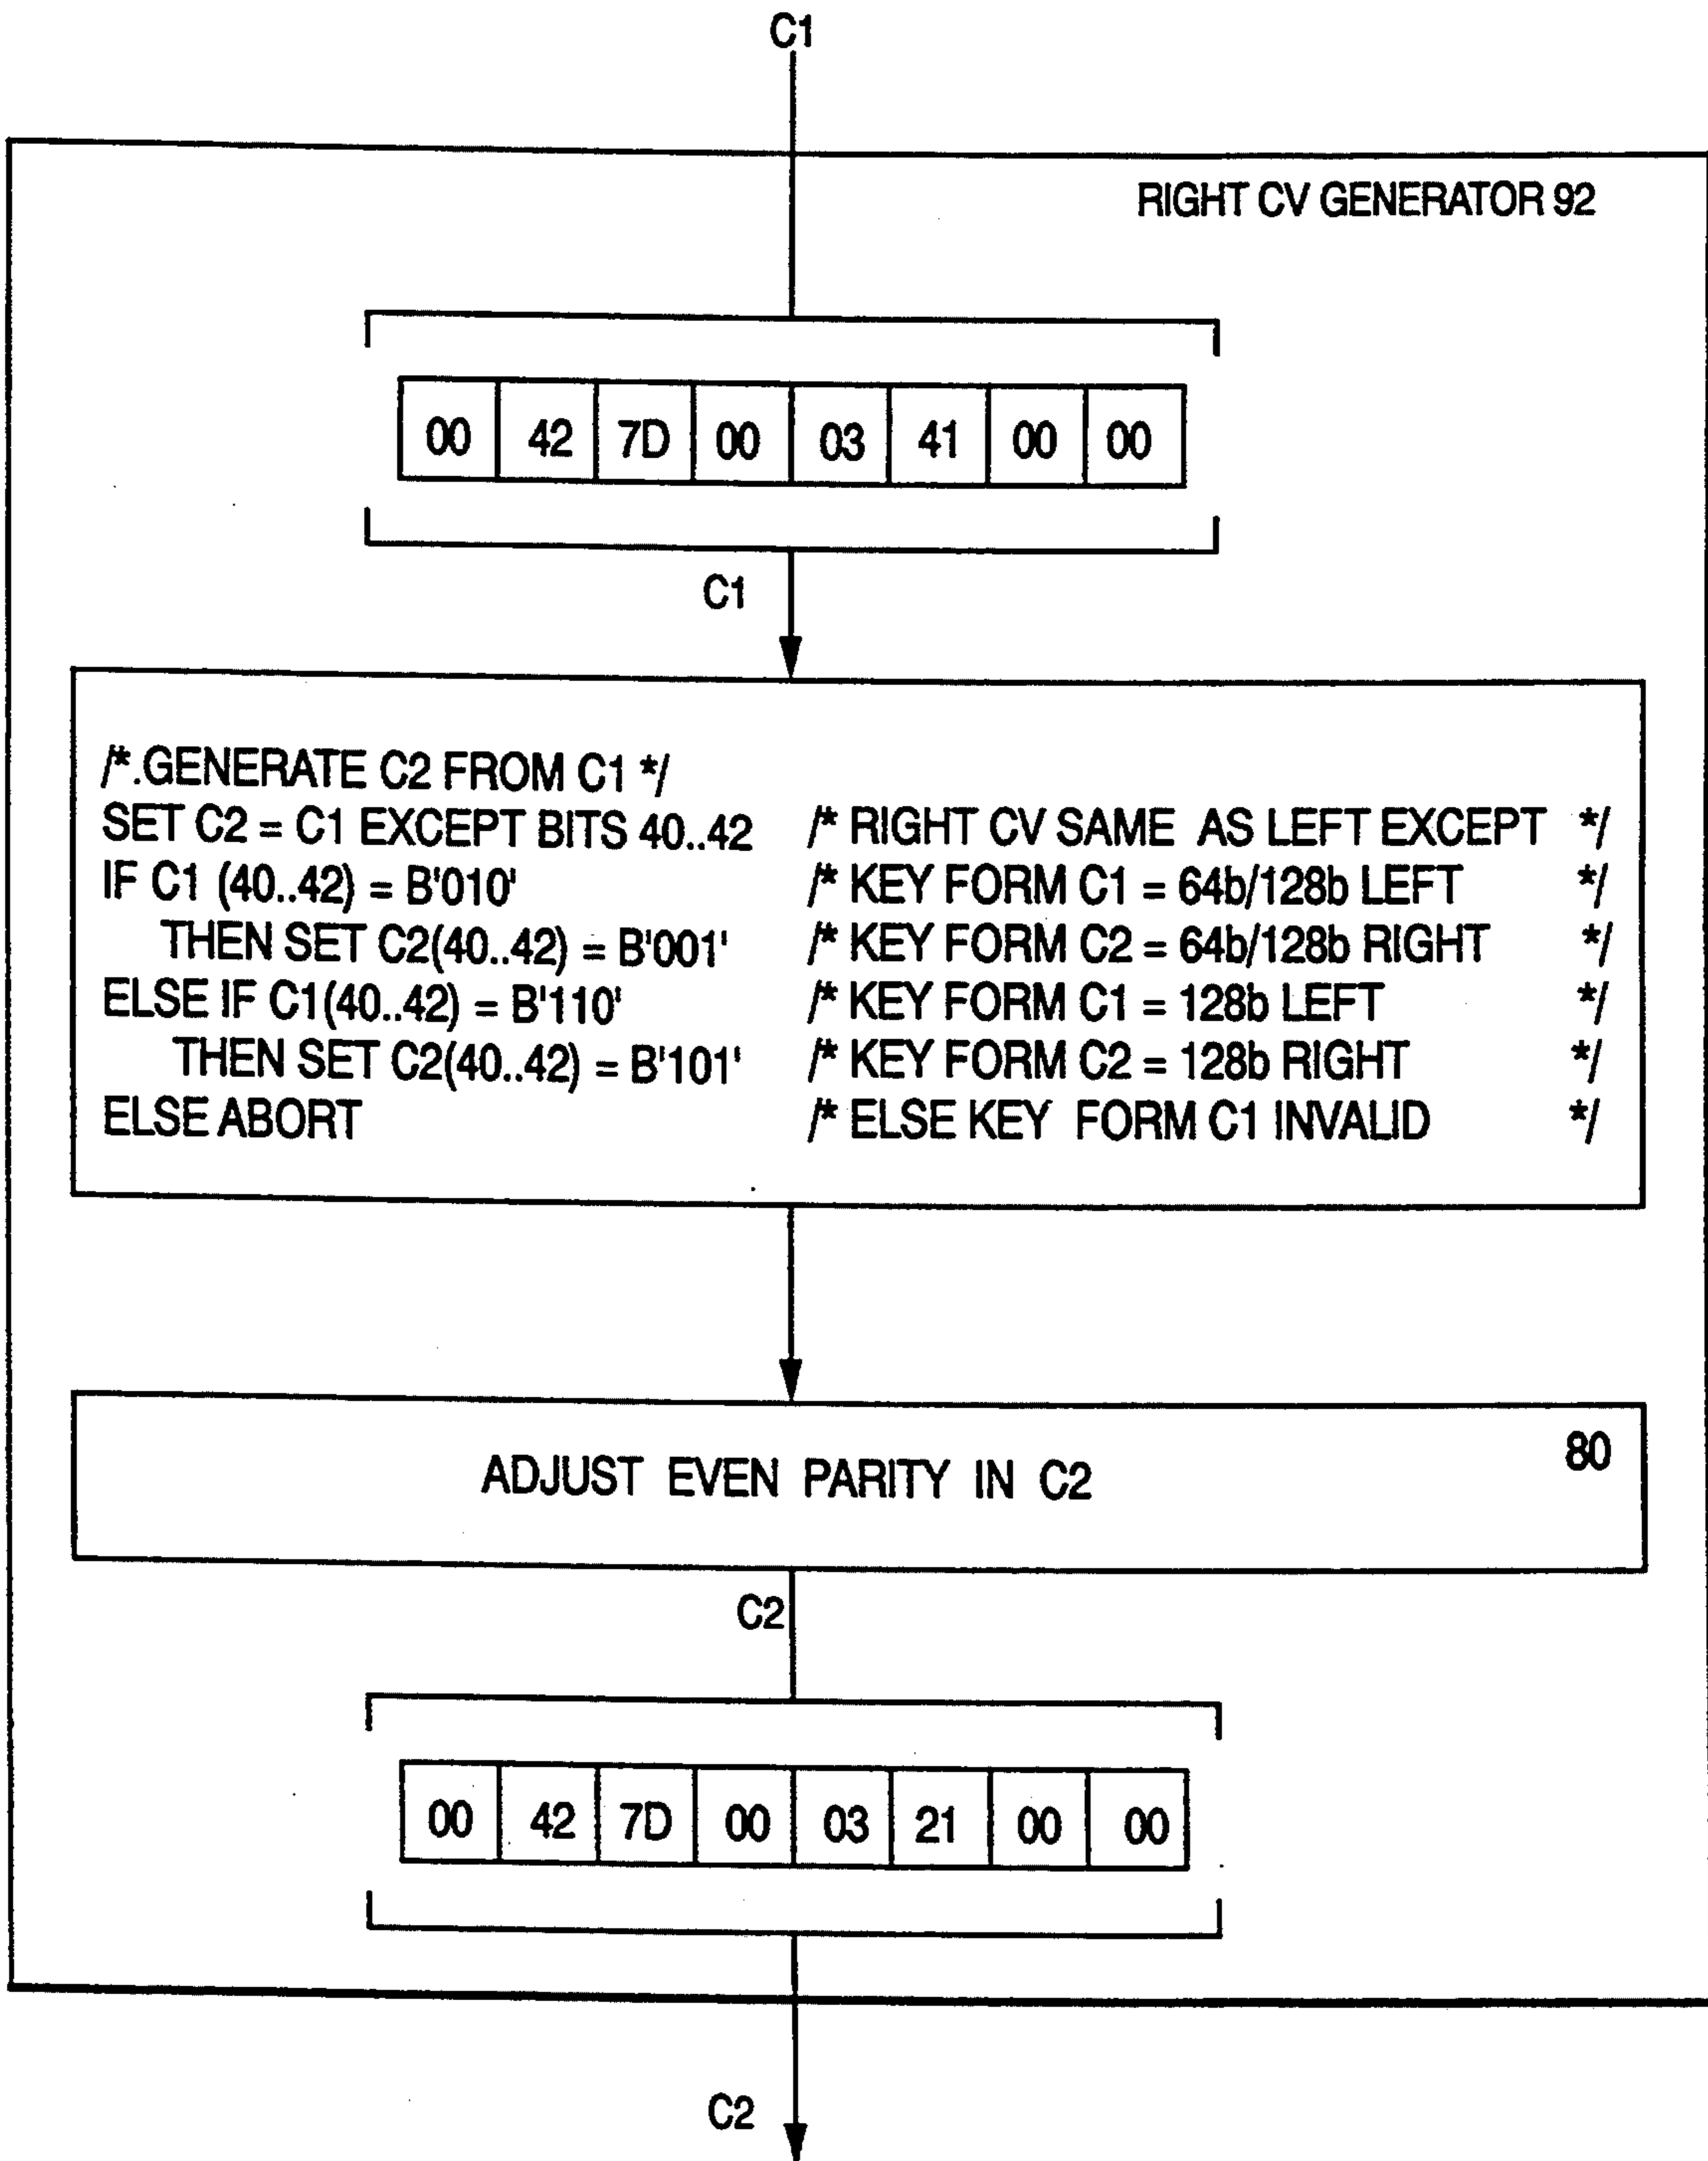 C1
RIGHT CV GENERATOR 92
00 42 7D 00 03 41 00 00
C1
/*.GENERATE C2 FROM C1 */
SET C2 = C1 EXCEPT BITS 40..42 /* RIGHT CV SAME AS LEFT EXCEPT */
IF C1 (40..42) = B'010' /* KEY FORM C1 = 64b/128b LEFT */
THEN SET C2(40..42) = B'001' /* KEY FORM C2 = 64b/128b RIGHT */
ELSE IF C1(40..42) = B'110' /* KEY FORM C1 = 128b LEFT */
THEN SET C2(40..42) = B'101' /* KEY FORM C2 = 128b RIGHT */
ELSE ABORT /* ELSE KEY FORM C1 INVALID */
80
ADJUST EVEN PARITY IN C2
C2
00 42 7D 00 03 21 00 00
C2